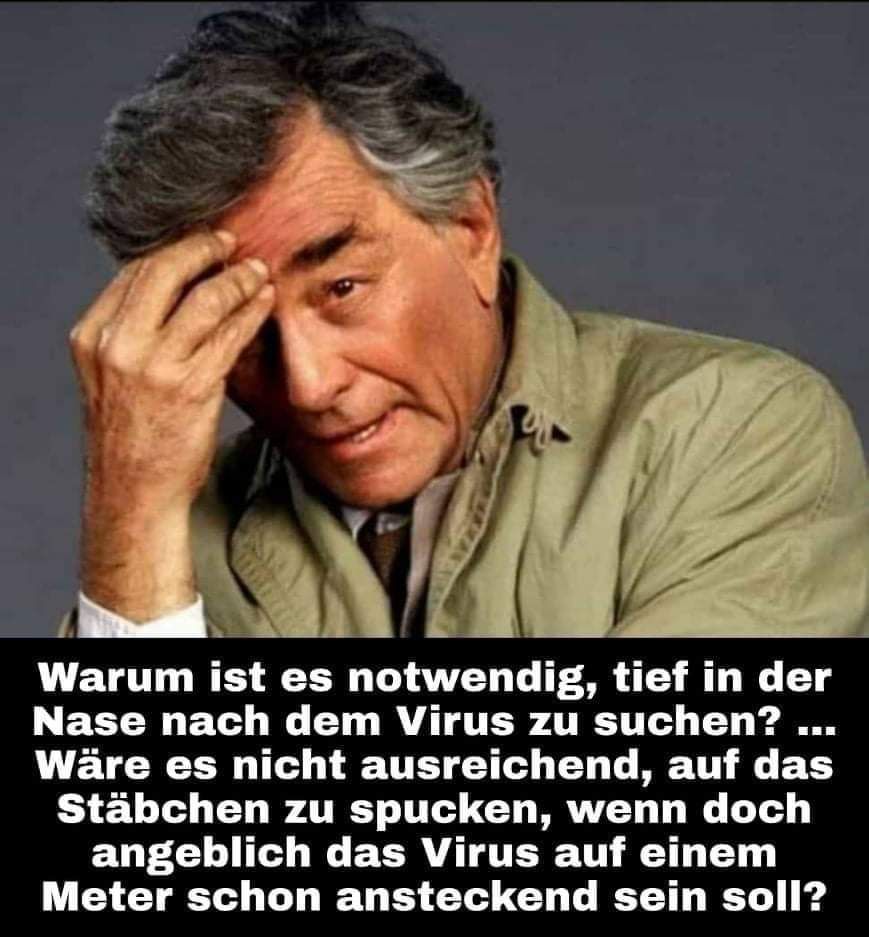 Warum ist es notwendig, tief in der
Nase nach dem Virus zu suchen? ...
Wäre es nicht ausreichend, auf das
Stäbchen zu spucken, wenn doch
angeblich das Virus auf einem
Meter schon ansteckend sein soll?